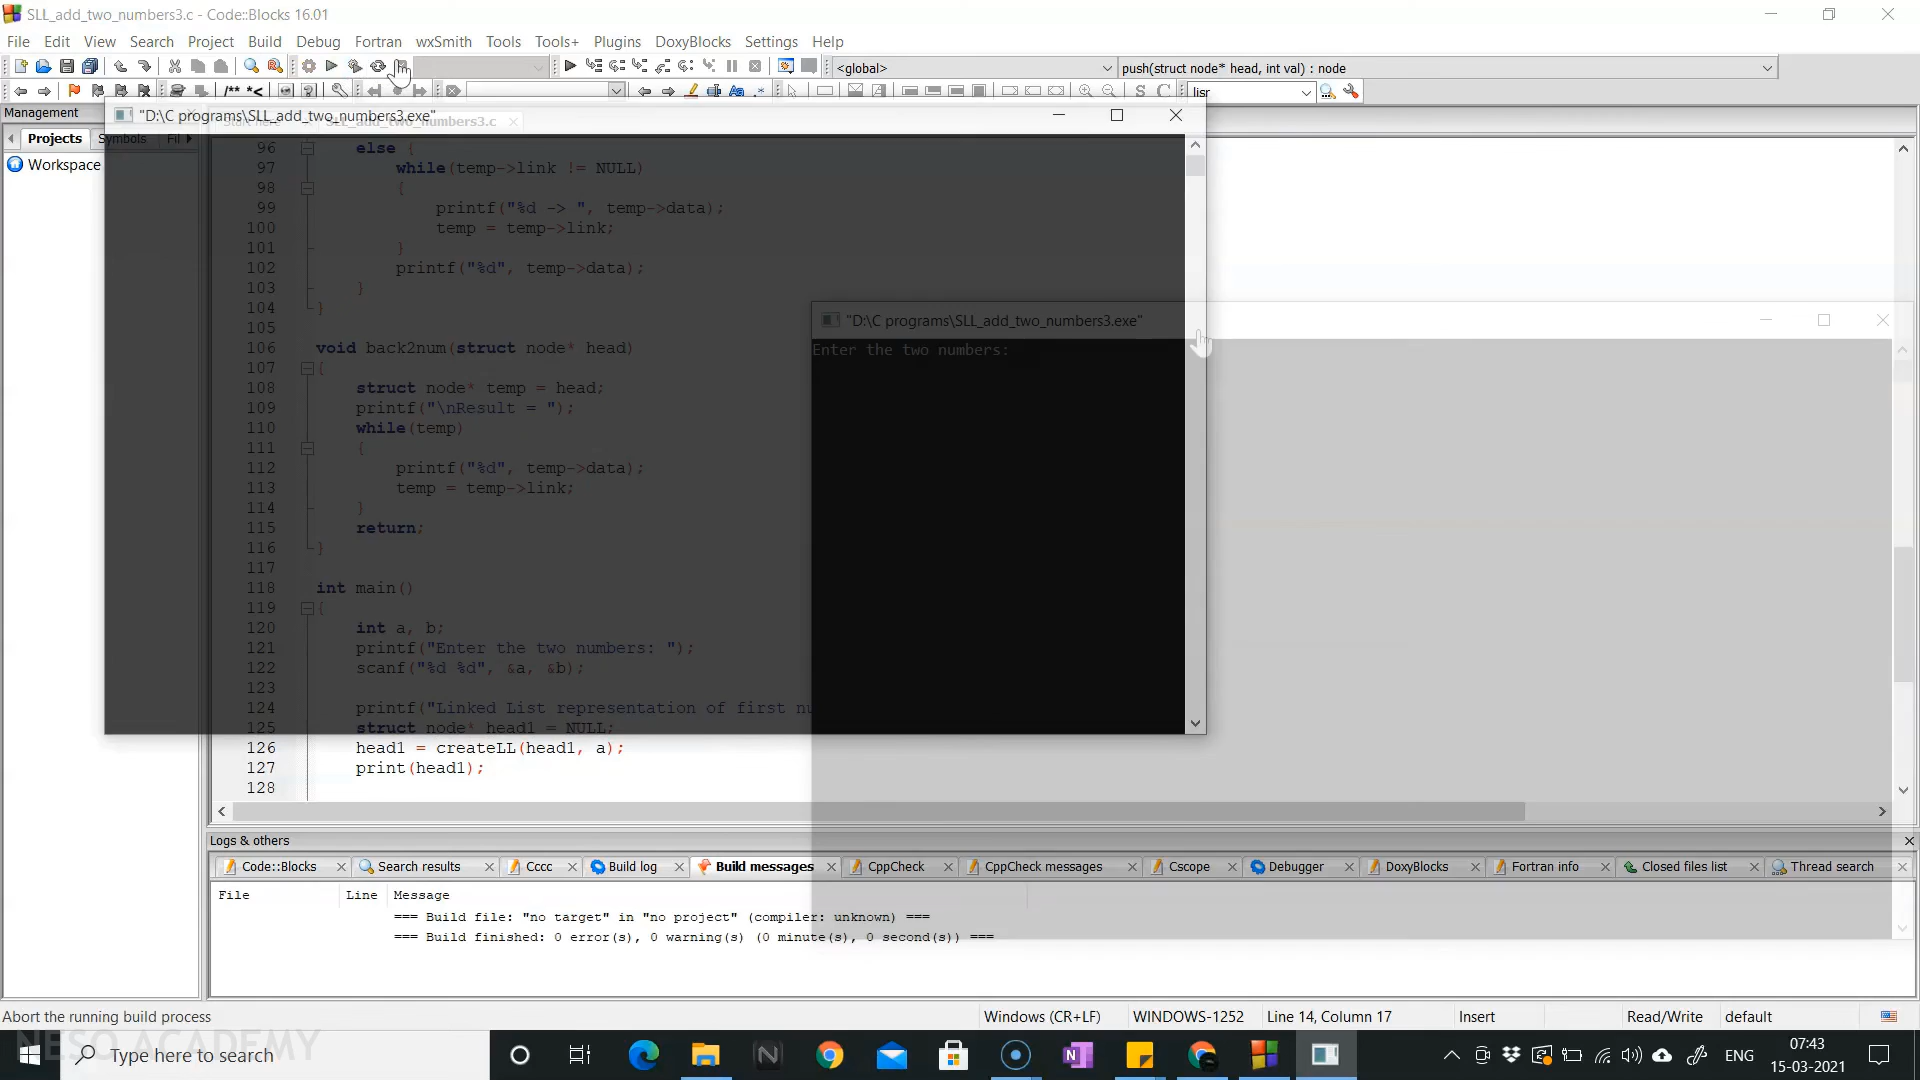 SLL_add_two_numbers3.c - Code::Blocks 16.01
File Edit View Search Project Build Debug Fortran wxSmith Tools Tools+ Plugins DoxyBlocks Settings Help
<global>
push(struct node* head, int val) : node
/** *<
Aa
.*
S C
lisr
Management
"D:\C programs\SLL_add_two_numbers3.exe"
SLL_add_two_numbers3.c
Projects Symbols Fil
Workspace
96 else {
97 while(temp->link != NULL)
98 {
99 printf("%d -> ", temp->data);
100 temp = temp->link;
101 }
102 printf("%d", temp->data);
103 }
104 }
105
106 void back2num(struct node* head)
107 {
108 struct node* temp = head;
109 printf("\nResult = ");
110 while(temp)
111 {
112 printf("%d", temp->data);
113 temp = temp->link;
114 }
115 return;
116 }
117
118 int main()
119 {
120 int a, b;
121 printf("Enter the two numbers: ");
122 scanf("%d %d", &a, &b);
123
124 printf("Linked List representation of first nu
125 struct node* head1 = NULL;
126 head1 = createLL(head1, a);
127 print(head1);
128
"D:\C programs\SLL_add_two_numbers3.exe"
Enter the two numbers:
Logs & others
Code::Blocks Search results Cccc Build log Build messages CppCheck CppCheck messages Cscope Debugger DoxyBlocks Fortran info Closed files list Thread search
File Line Message
=== Build file: "no target" in "no project" (compiler: unknown) ===
=== Build finished: 0 error(s), 0 warning(s) (0 minute(s), 0 second(s)) ===
Abort the running build process
Windows (CR+LF) WINDOWS-1252 Line 14, Column 17 Insert Read/Write default
NESO ACADEMY
Type here to search
ENG
07:43
15-03-2021